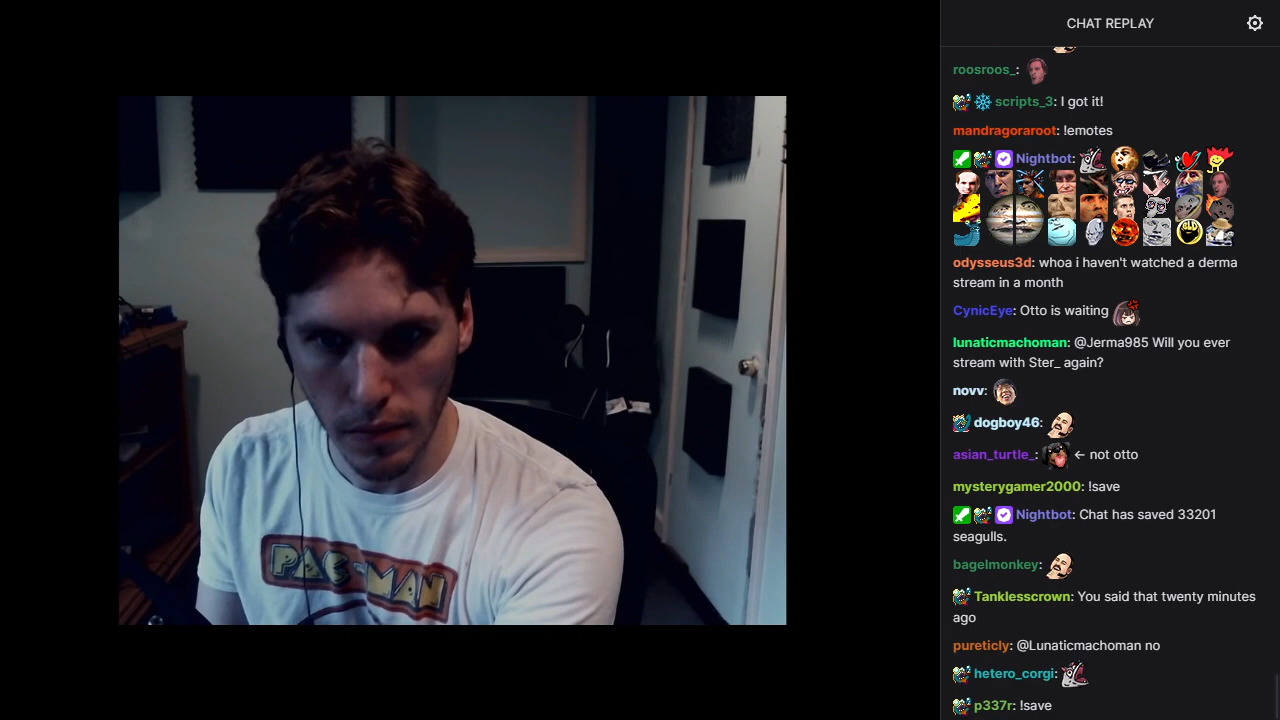 CHAT REPLAY
roosroos_:
scripts_3: I got it!
mandragoraroot: !emotes
Nightbot:
odysseus3d: whoa i haven't watched a derma
stream in a month
CynicEye: Otto is waiting
lunaticmachoman: @Jerma985 Will you ever
stream with Ster_ again?
novv:
dogboy46:
asian_turtle_: <- not otto
mysterygamer2000: !save
Nightbot: Chat has saved 33201
seagulls.
bagelmonkey:
Tanklesscrown: You said that twenty minutes
ago
pureticly: @Lunaticmachoman no
hetero_corgi:
p337r: !save
PAC-MAN